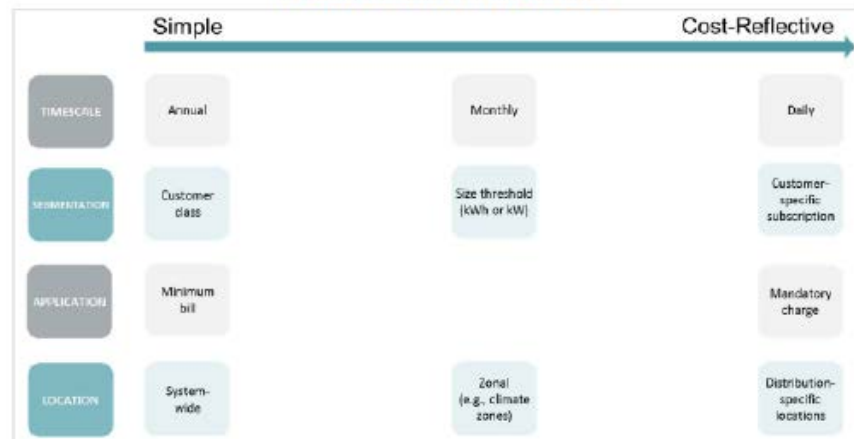 Simple Cost-Reflective
TIMESCALE Annual Monthly Daily
SEGMENTATION
Customer
class
Size threshold
(kWh or kW)
Customer-
specific
subscription
APPLICATION
Minimum
bill
Mandatory
charge
LOCATION
System-
wide
Zonal
(e.g., climate
zones)
Distribution-
specific
locations